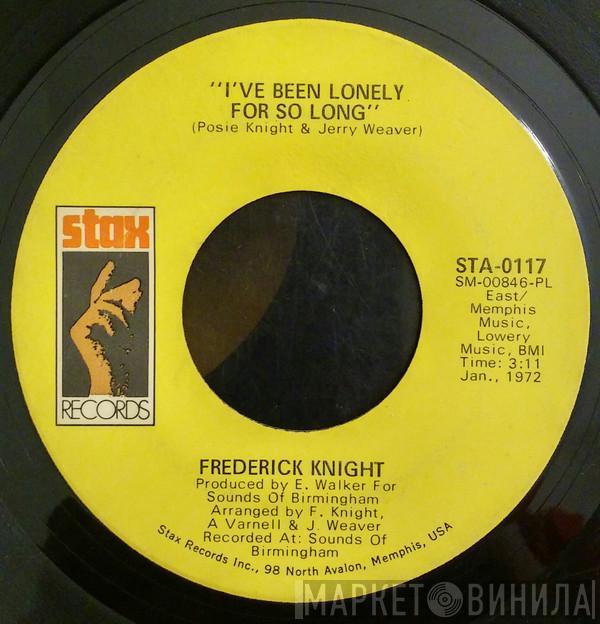 "I'VE BEEN LONELY
FOR SO LONG"
(Posie Knight & Jerry Weaver)
stax
RECORDS
STA-0117
SM-00846-PL
East/
Memphis
Music,
Lowery
Music, BMI
Time: 3:11
Jan., 1972
FREDERICK KNIGHT
Produced by E. Walker For
Sounds Of Birmingham
Arranged by F. Knight,
A Varnell & J. Weaver
Recorded At: Sounds Of
Birmingham
Stax Records Inc., 98 North Avalon, Memphis, USA
МАРКЕТ ВИНИЛА